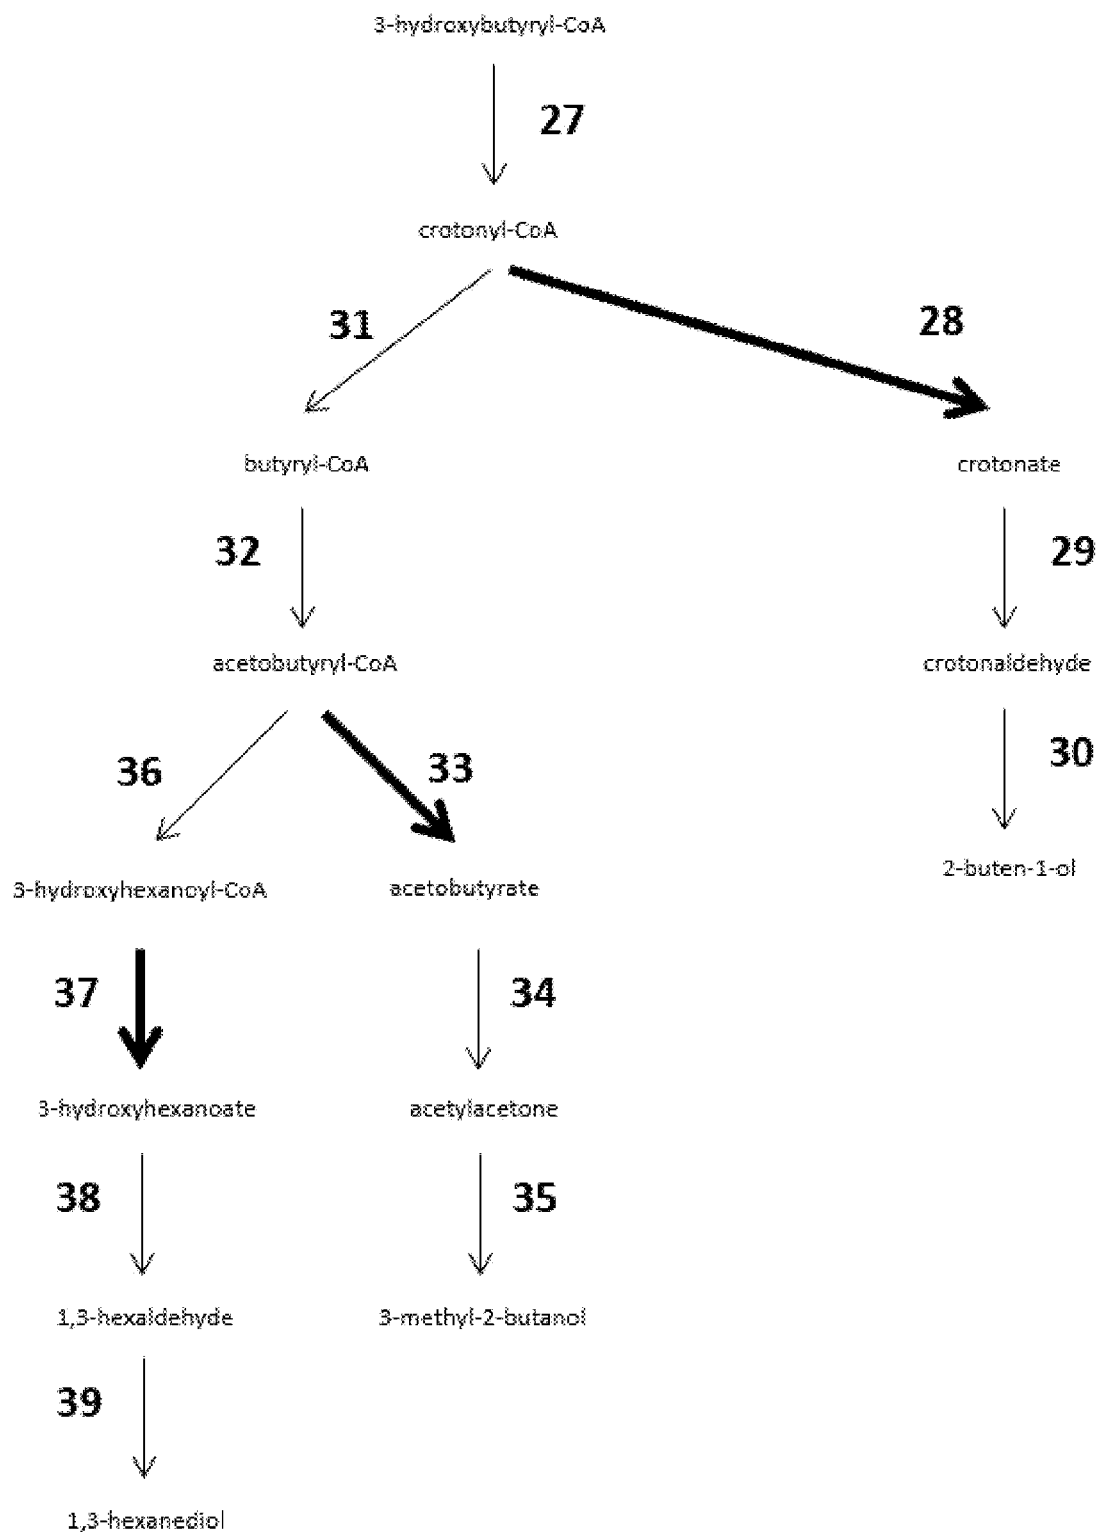 3-hydroxybutyryl-CoA
27
crotonyl-CoA
31
28
butyryl-CoA
crotonate
32
29
acetobutyryl-CoA
crotonaldehyde
36
33
30
3-hydroxyhexanoyl-CoA
acetobutyrate
2-buten-1-ol
37
34
3-hydroxyhexanoate
acetylacetone
38
35
1,3-hexaldehyde
3-methyl-2-butanol
39
1,3-hexanediol